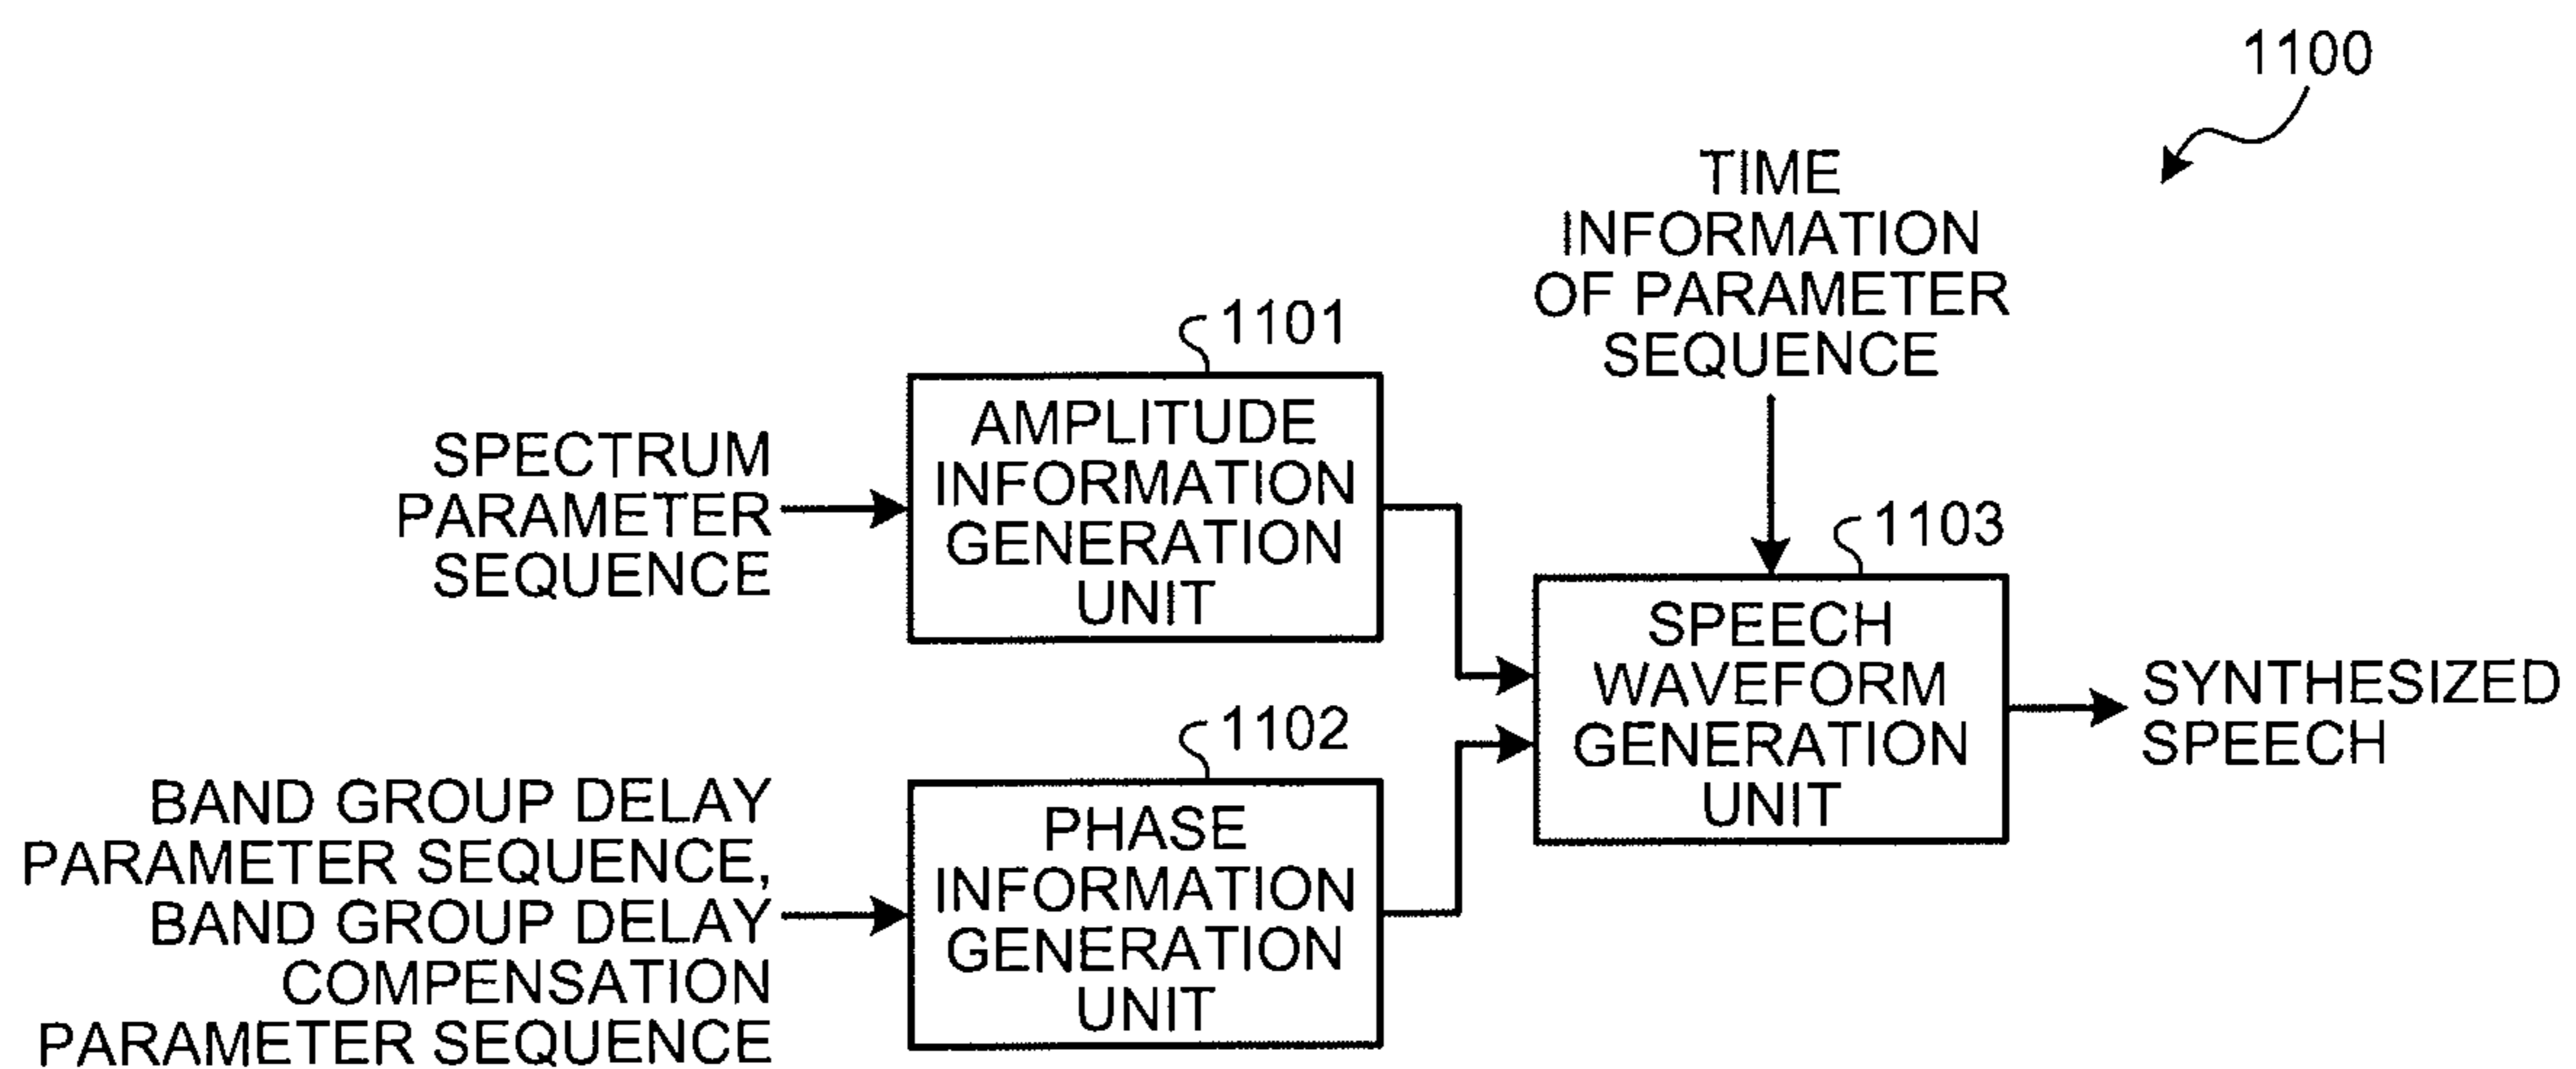 1100
TIME
INFORMATION
OF PARAMETER
SEQUENCE
1101
AMPLITUDE
INFORMATION
GENERATION
UNIT
SPECTRUM
PARAMETER
SEQUENCE
1103
SPEECH
WAVEFORM
GENERATION
UNIT
SYNTHESIZED
SPEECH
1102
PHASE
INFORMATION
GENERATION
UNIT
BAND GROUP DELAY
PARAMETER SEQUENCE,
BAND GROUP DELAY
COMPENSATION
PARAMETER SEQUENCE